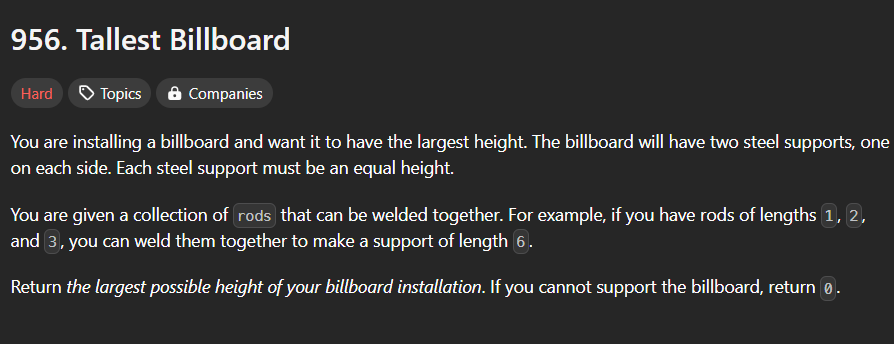 956. Tallest Billboard
Hard Topics Companies
You are installing a billboard and want it to have the largest height. The billboard will have two steel supports, one
on each side. Each steel support must be an equal height.
You are given a collection of rods that can be welded together. For example, if you have rods of lengths 1, 2,
and 3, you can weld them together to make a support of length 6.
Return the largest possible height of your billboard installation. If you cannot support the billboard, return 0.